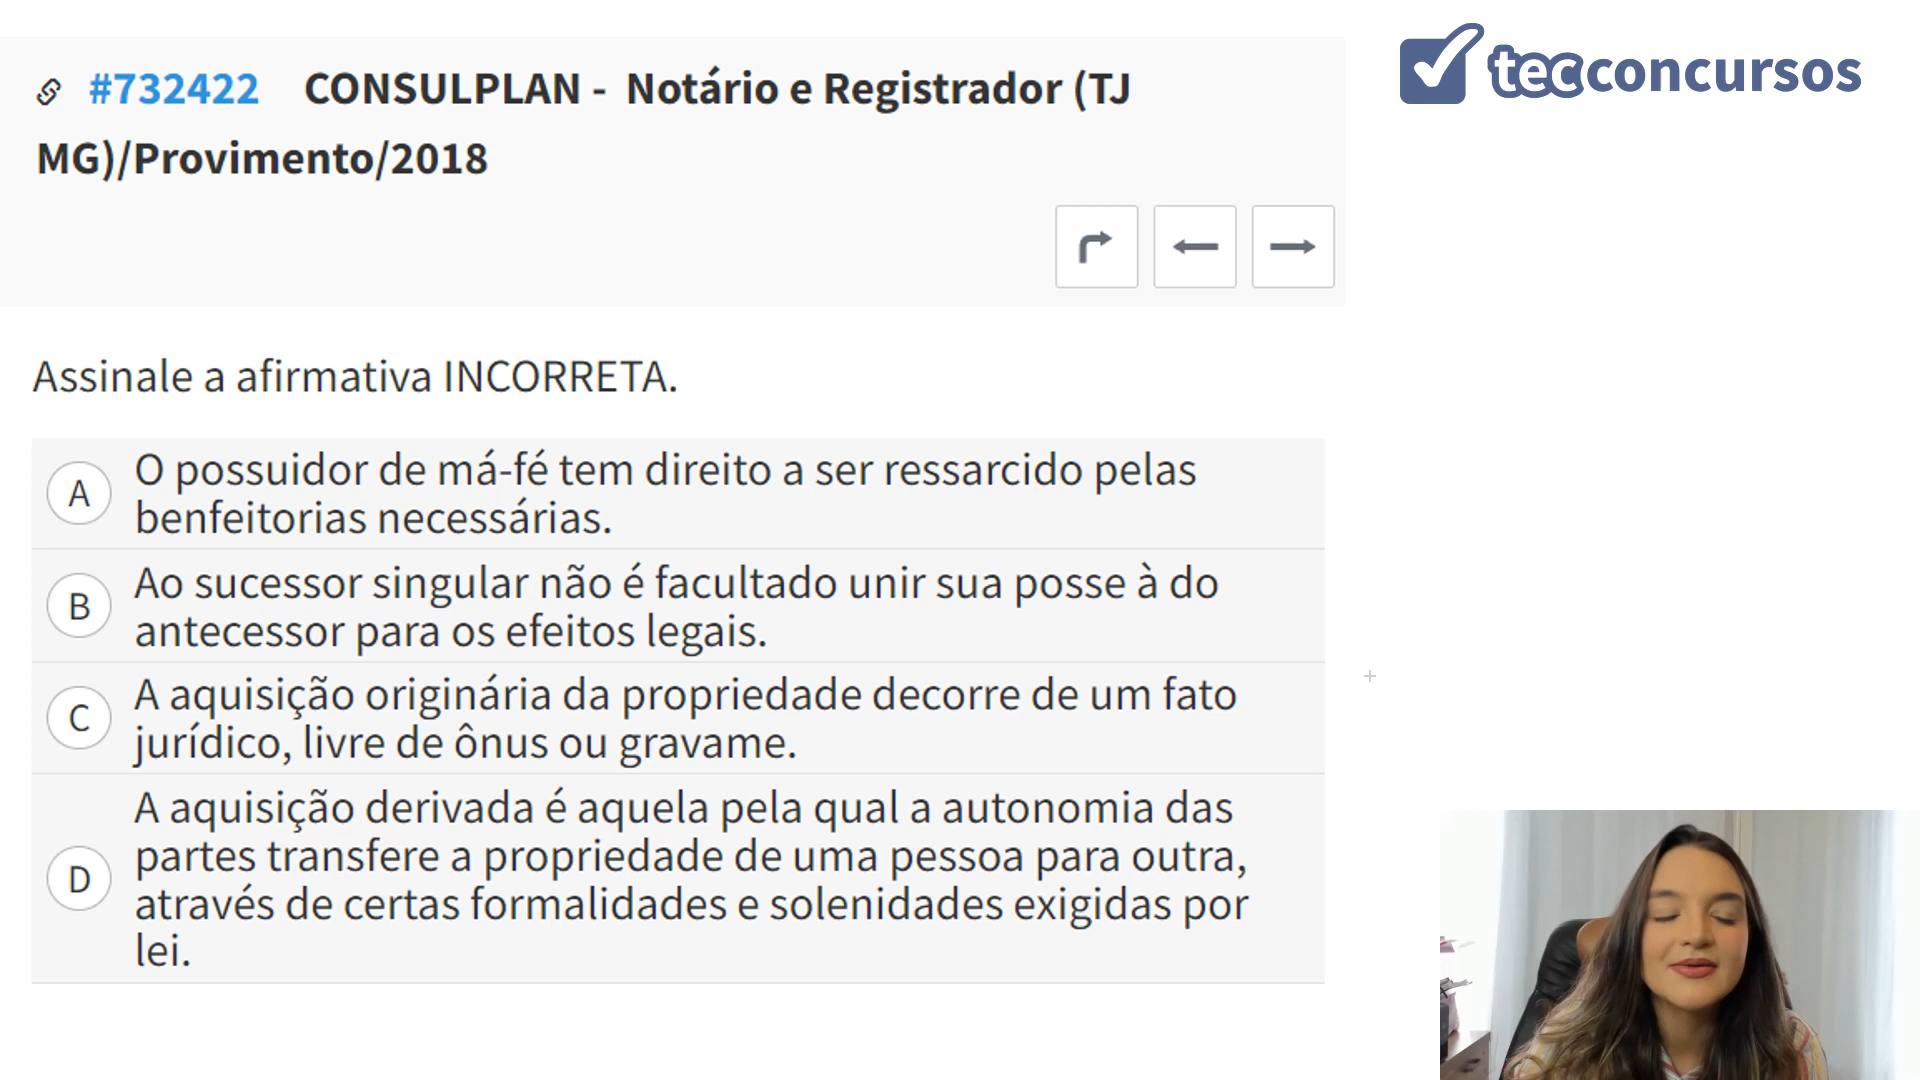 tecconcursos
#732422 CONSULPLAN - Notário e Registrador (TJ
MG)/Provimento/2018
Assinale a afirmativa INCORRETA.
A O possuidor de má-fé tem direito a ser ressarcido pelas
benfeitorias necessárias.
B Ao sucessor singular não é facultado unir sua posse à do
antecessor para os efeitos legais.
C A aquisição originária da propriedade decorre de um fato
jurídico, livre de ônus ou gravame.
D A aquisição derivada é aquela pela qual a autonomia das
partes transfere a propriedade de uma pessoa para outra,
através de certas formalidades e solenidades exigidas por
lei.